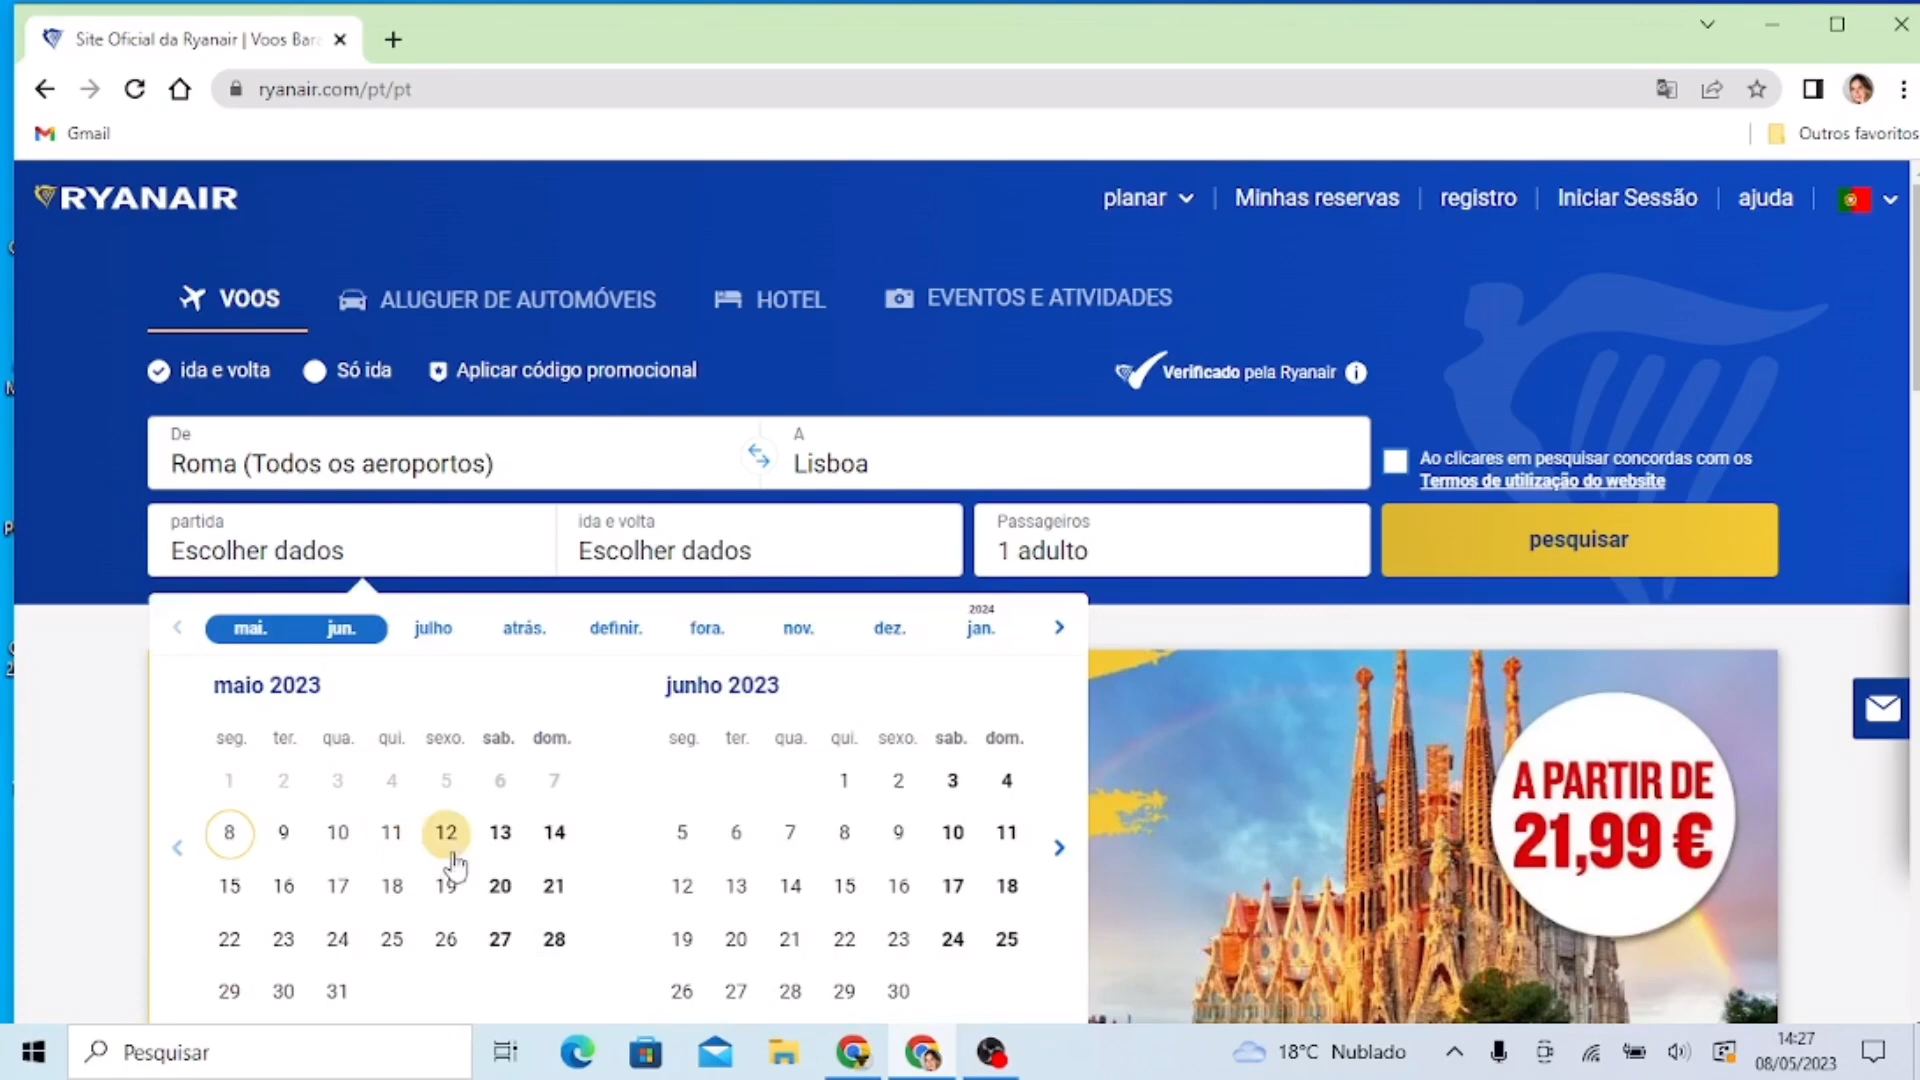 Site Oficial da Ryanair | Voos Bara
ryanair.com/pt/pt
Gmail
Outros favoritos
RYANAIR
planar
Minhas reservas
registro
Iniciar Sessão
ajuda
VOOS
ALUGUER DE AUTOMÓVEIS
HOTEL
EVENTOS E ATIVIDADES
ida e volta
Só ida
Aplicar código promocional
Verificado pela Ryanair
De
Roma (Todos os aeroportos)
A
Lisboa
Ao clicares em pesquisar concordas com os
Termos de utilização do website
partida
Escolher dados
ida e volta
Escolher dados
Passageiros
1 adulto
pesquisar
2024
mai. jun. julho atrás. definir. fora. nov. dez. jan.
maio 2023
seg. ter. qua. qui. sexo. sab. dom.
1 2 3 4 5 6 7
8 9 10 11 12 13 14
15 16 17 18 19 20 21
22 23 24 25 26 27 28
29 30 31
junho 2023
seg. ter. qua. qui. sexo. sab. dom.
1 2 3 4
5 6 7 8 9 10 11
12 13 14 15 16 17 18
19 20 21 22 23 24 25
26 27 28 29 30
A PARTIR DE
21,99 €
Pesquisar
18°C Nublado
14:27
08/05/2023